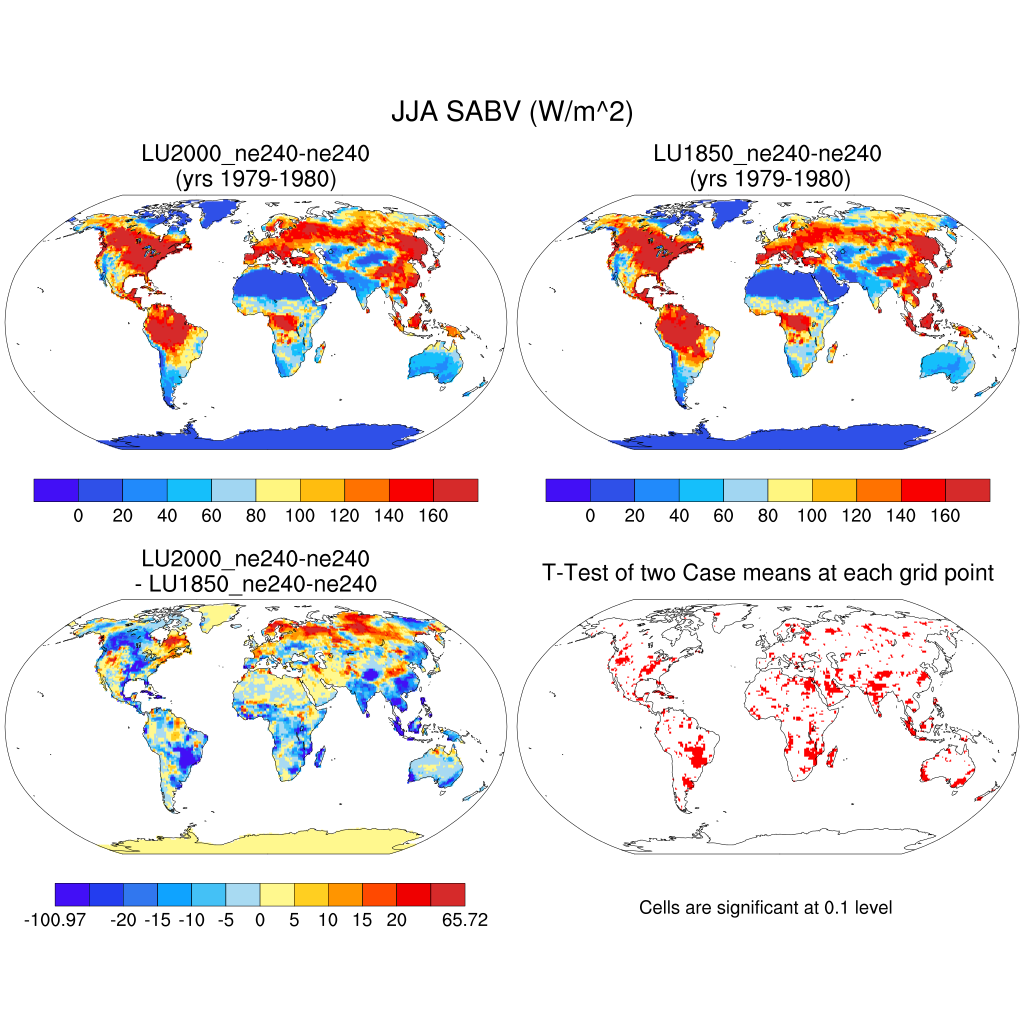 JJA SABV (W/m^2)
LU2000_ne240-ne240
(yrs 1979-1980)
LU1850_ne240-ne240
(yrs 1979-1980)
0 20 40 60 80 100 120 140 160
0 20 40 60 80 100 120 140 160
LU2000_ne240-ne240
- LU1850_ne240-ne240
T-Test of two Case means at each grid point
-100.97 -20 -15 -10 -5 0 5 10 15 20 65.72
Cells are significant at 0.1 level